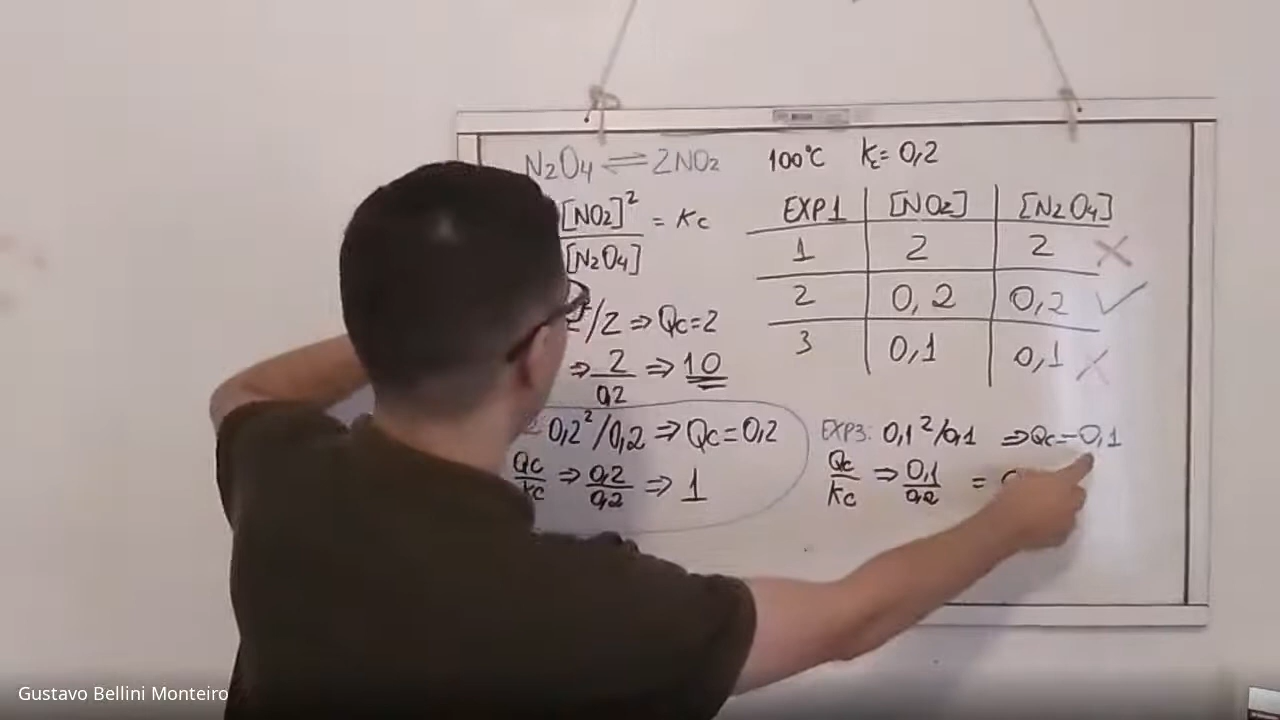 N2O4 ⇌ 2NO2 100°C Kc = 0,2
[NO2]² / [N2O4] = Kc
EXP1 [NO2] [N2O4]
1 2 2 ✗
2 0,2 0,2 ✓
3 0,1 0,1 ✗
/2 ⇒ Qc=2
⇒ 2/0,2 ⇒ 10
0,2²/0,2 ⇒ Qc=0,2
Qc/Kc ⇒ 0,2/0,2 ⇒ 1
EXP3: 0,1²/0,1 ⇒ Qc=0,1
Qc/Kc ⇒ 0,1/0,2 =
Gustavo Bellini Monteiro